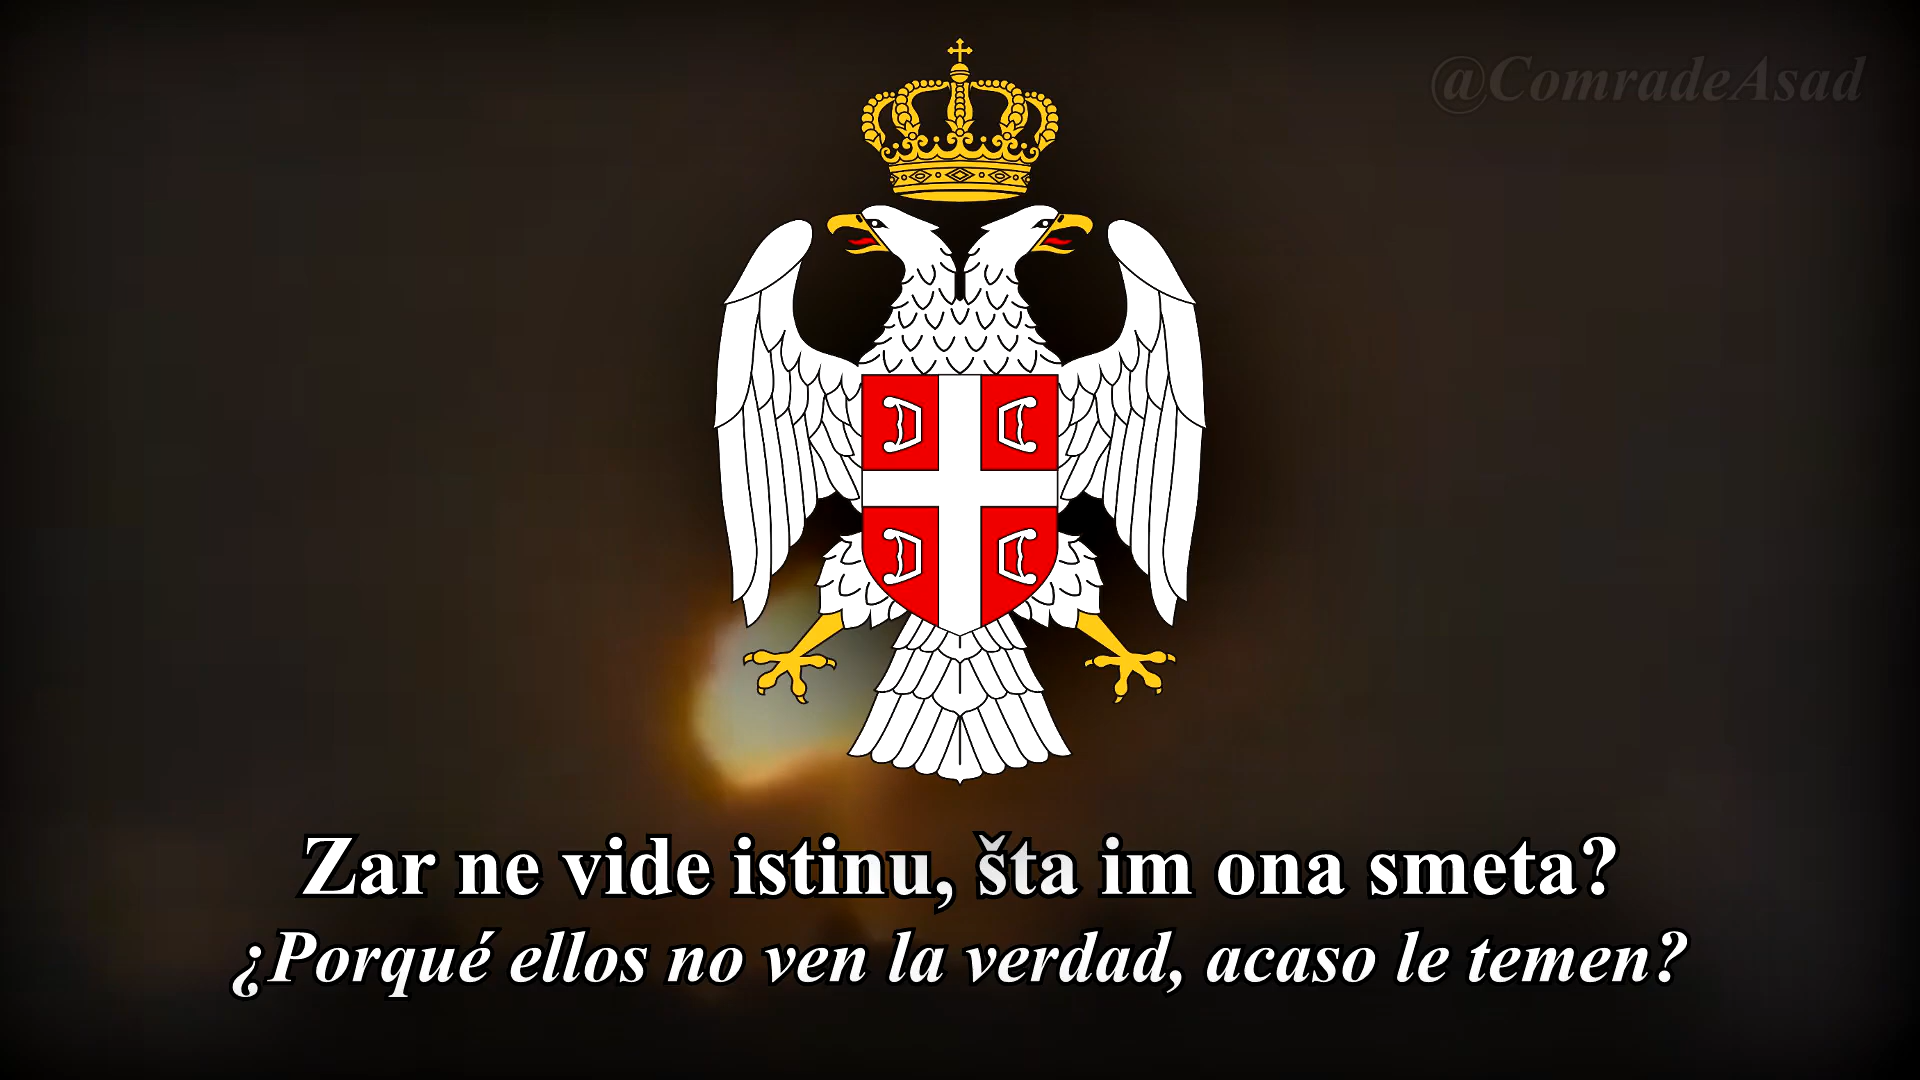 @ComradeAsad
Zar ne vide istinu, šta im ona smeta?
¿Porqué ellos no ven la verdad, acaso le temen?